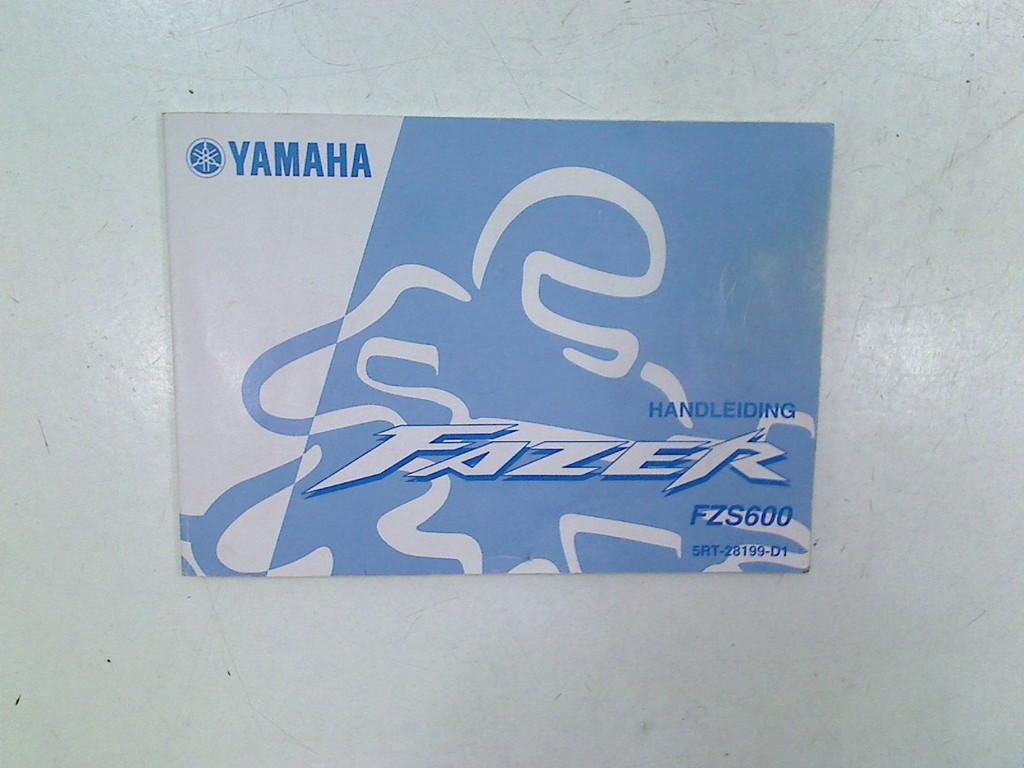 YAMAHA
HANDLEIDING
FAZER
FZS600
5RT-28199-D1